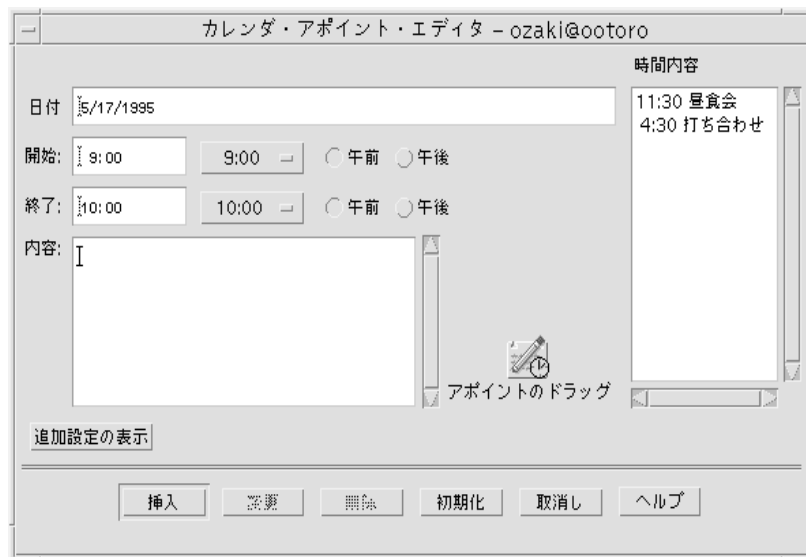 カレンダ・アポイント・エディタ – ozaki@ootoro
時間内容
日付 5/17/1995
11:30 昼食会
4:30 打ち合わせ
開始: 9:00 9:00 午前 午後
終了: 10:00 10:00 午前 午後
内容:
アポイントのドラッグ
追加設定の表示
挿入 変更 削除 初期化 取消し ヘルプ